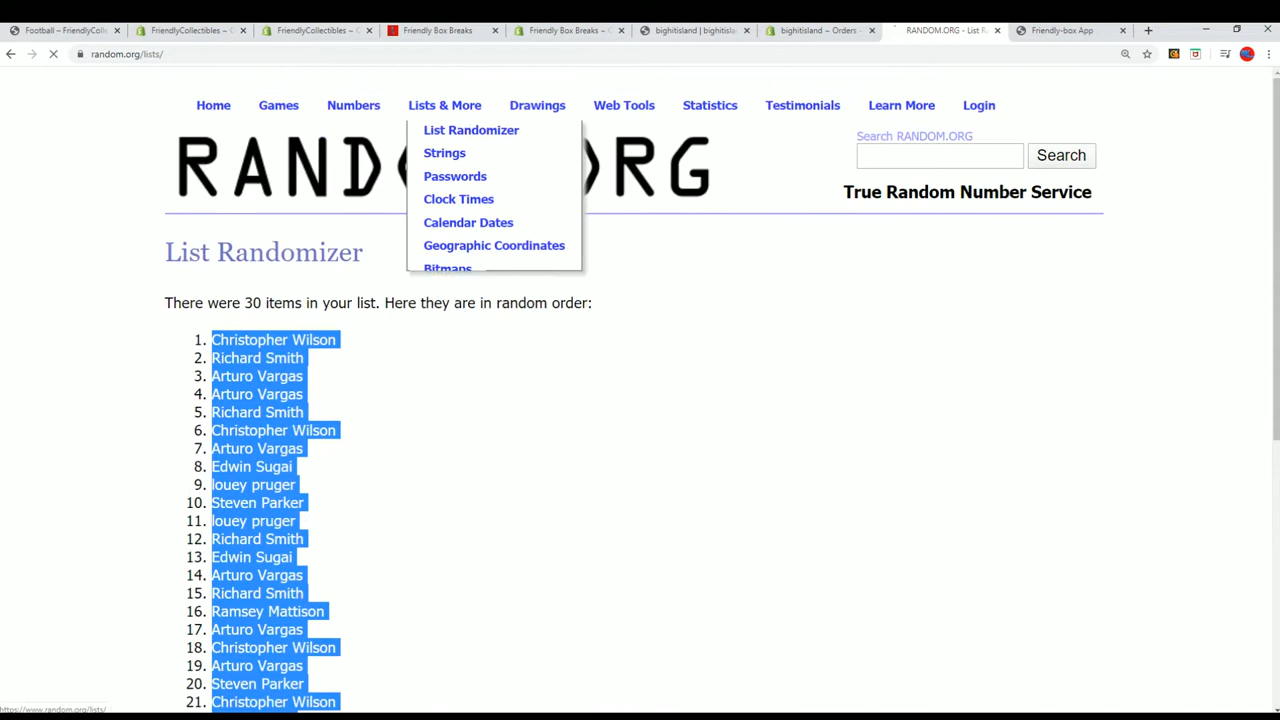 Football – FriendlyColle
FriendlyCollectibles ~ C
FriendlyCollectibles ~ C
Friendly Box Breaks
Friendly Box Breaks ~ C
bighitisland | bighitislan
bighitisland ~ Orders ~
RANDOM.ORG - List R
Friendly-box App
random.org/lists/
Home
Games
Numbers
Lists & More
Drawings
Web Tools
Statistics
Testimonials
Learn More
Login
List Randomizer
Strings
Passwords
Clock Times
Calendar Dates
Geographic Coordinates
Bitmaps
RAND
RG
Search RANDOM.ORG
Search
True Random Number Service
List Randomizer
There were 30 items in your list. Here they are in random order:
1. Christopher Wilson
2. Richard Smith
3. Arturo Vargas
4. Arturo Vargas
5. Richard Smith
6. Christopher Wilson
7. Arturo Vargas
8. Edwin Sugai
9. louey pruger
10. Steven Parker
11. louey pruger
12. Richard Smith
13. Edwin Sugai
14. Arturo Vargas
15. Richard Smith
16. Ramsey Mattison
17. Arturo Vargas
18. Christopher Wilson
19. Arturo Vargas
20. Steven Parker
21. Christopher Wilson
https://www.random.org/lists/